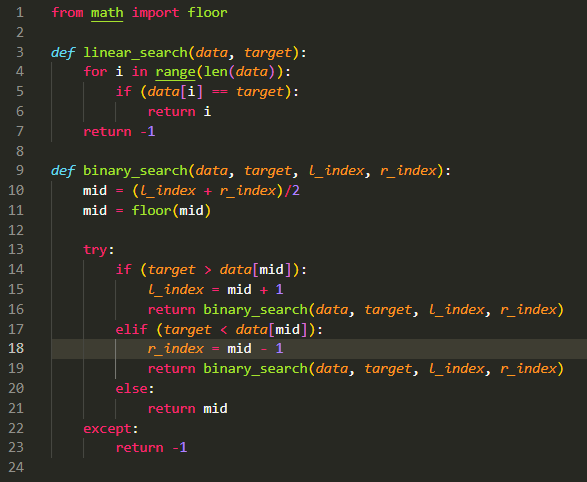 1 from math import floor
2
3 def linear_search(data, target):
4     for i in range(len(data)):
5         if (data[i] == target):
6             return i
7     return -1
8
9 def binary_search(data, target, l_index, r_index):
10     mid = (l_index + r_index)/2
11     mid = floor(mid)
12
13     try:
14         if (target > data[mid]):
15             l_index = mid + 1
16             return binary_search(data, target, l_index, r_index)
17         elif (target < data[mid]):
18             r_index = mid - 1
19             return binary_search(data, target, l_index, r_index)
20         else:
21             return mid
22     except:
23         return -1
24